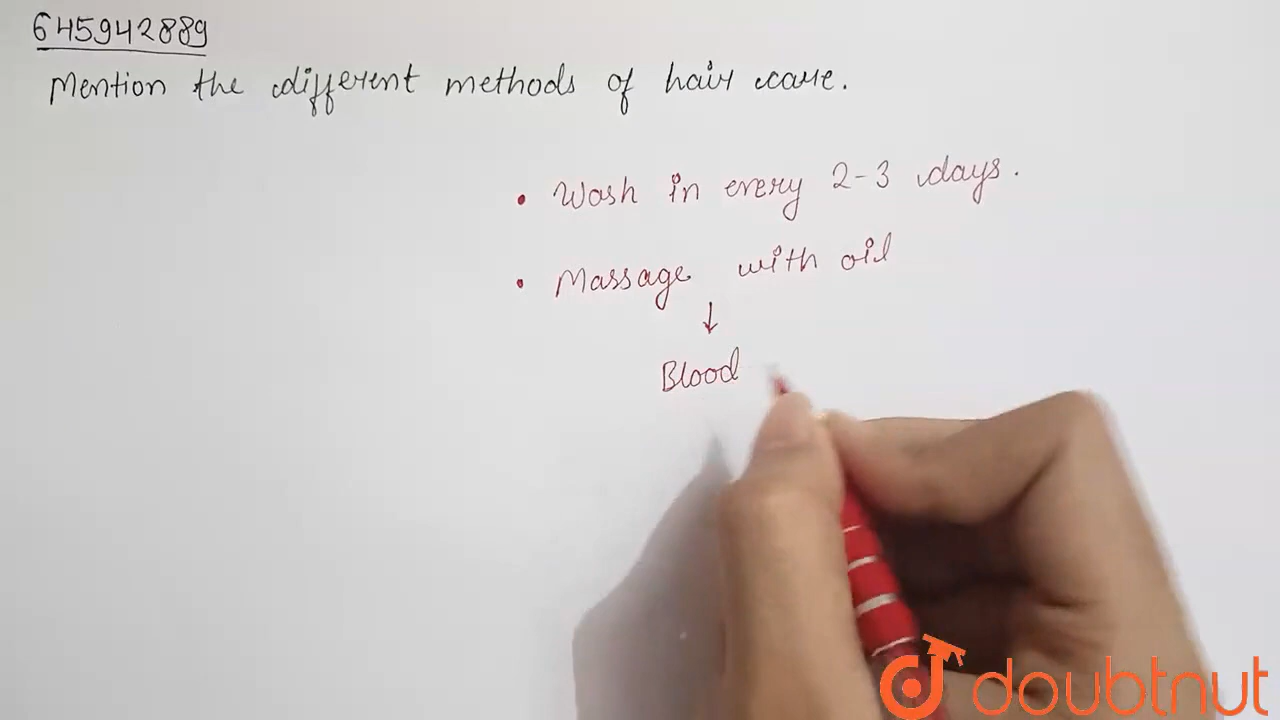 645942889
Mention the different methods of hair care.
• Wash in every 2-3 days.
• Massage with oil
↓
Blood
doubtnut